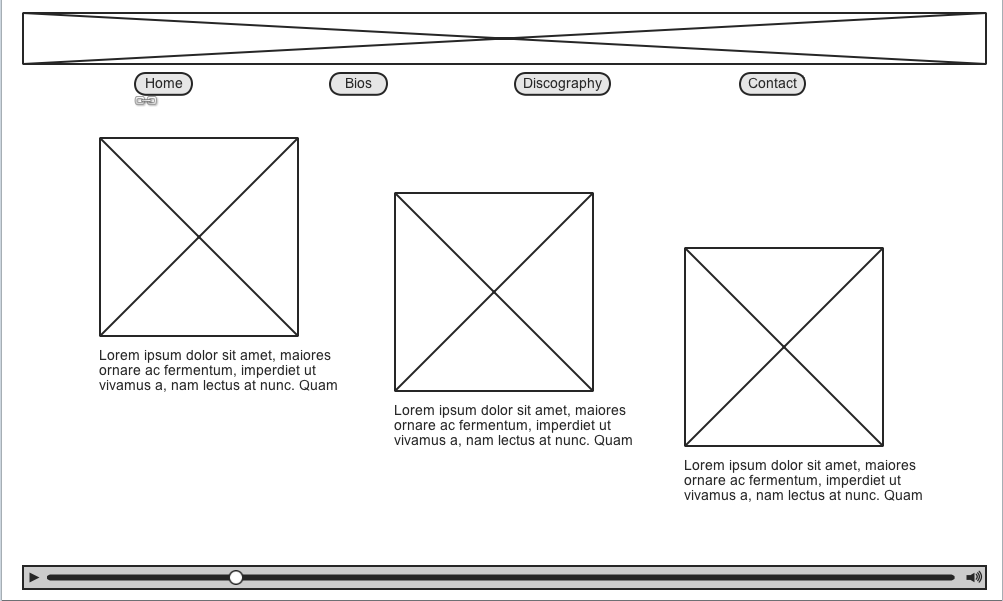 Home
Bios
Discography
Contact
Lorem ipsum dolor sit amet, maiores
ornare ac fermentum, imperdiet ut
vivamus a, nam lectus at nunc. Quam
Lorem ipsum dolor sit amet, maiores
ornare ac fermentum, imperdiet ut
vivamus a, nam lectus at nunc. Quam
Lorem ipsum dolor sit amet, maiores
ornare ac fermentum, imperdiet ut
vivamus a, nam lectus at nunc. Quam